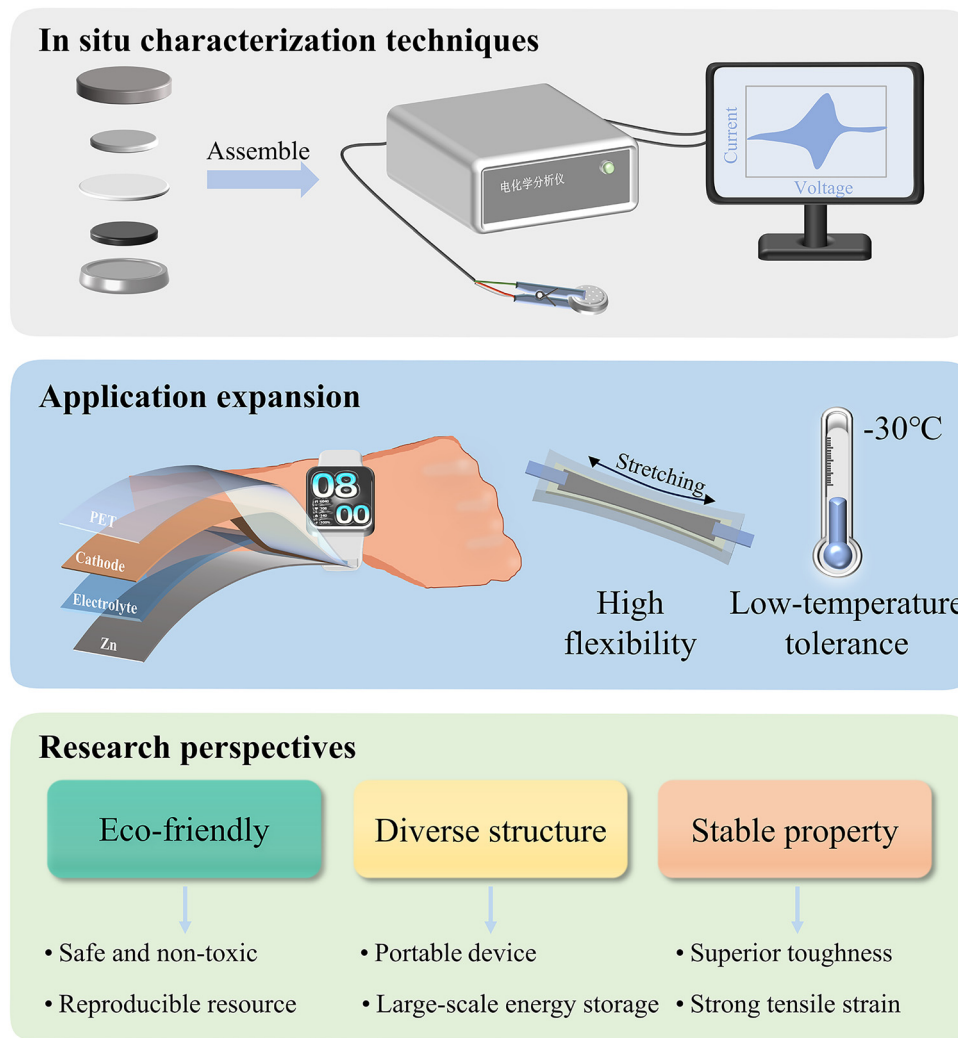 In situ characterization techniques
Assemble
电化学分析仪
Current
Voltage
Application expansion
PET
Cathode
Electrolyte
Zn
08
00
Stretching
-30℃
High
flexibility
Low-temperature
tolerance
Research perspectives
Eco-friendly
Diverse structure
Stable property
• Safe and non-toxic
• Reproducible resource
• Portable device
• Large-scale energy storage
• Superior toughness
• Strong tensile strain